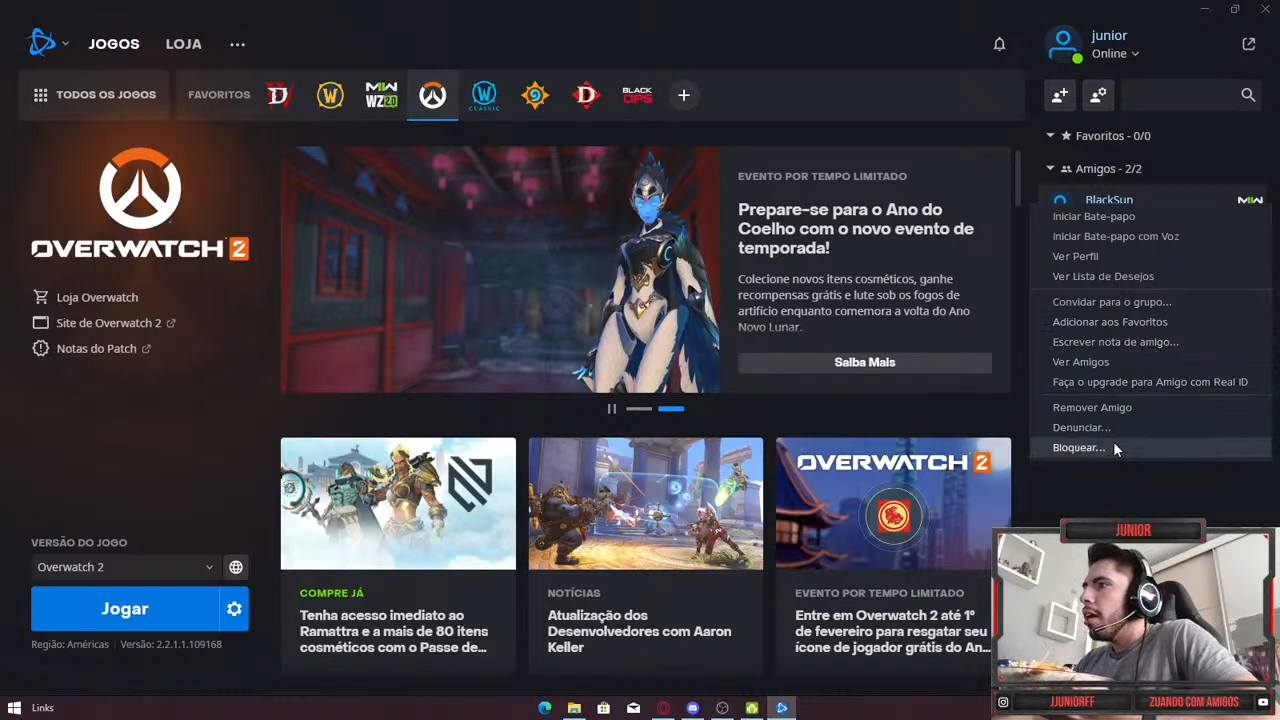 JOGOS
LOJA
junior
Online
TODOS OS JOGOS
FAVORITOS
MW
WZ2.0
CLASSIC
BLACK
OPS
Favoritos - 0/0
Amigos - 2/2
BlackSun
Iniciar Bate-papo
Iniciar Bate-papo com Voz
Ver Perfil
Ver Lista de Desejos
Convidar para o grupo...
Adicionar aos Favoritos
Escrever nota de amigo...
Ver Amigos
Faça o upgrade para Amigo com Real ID
Remover Amigo
Denunciar...
Bloquear...
OVERWATCH 2
Loja Overwatch
Site de Overwatch 2
Notas do Patch
EVENTO POR TEMPO LIMITADO
Prepare-se para o Ano do
Coelho com o novo evento de
temporada!
Colecione novos itens cosméticos, ganhe
recompensas grátis e lute sob os fogos de
artifício enquanto comemora a volta do Ano
Novo Lunar.
Saiba Mais
OVERWATCH 2
COMPRE JÁ
Tenha acesso imediato ao
Ramattra e a mais de 80 itens
cosméticos com o Passe de...
NOTÍCIAS
Atualização dos
Desenvolvedores com Aaron
Keller
EVENTO POR TEMPO LIMITADO
Entre em Overwatch 2 até 1º
de fevereiro para resgatar seu
ícone de jogador grátis do An...
VERSÃO DO JOGO
Overwatch 2
Jogar
Região: Américas
Versão: 2.2.1.1.109168
JUNIOR
JJUNIORFF
ZUANDO COM AMIGOS
Links